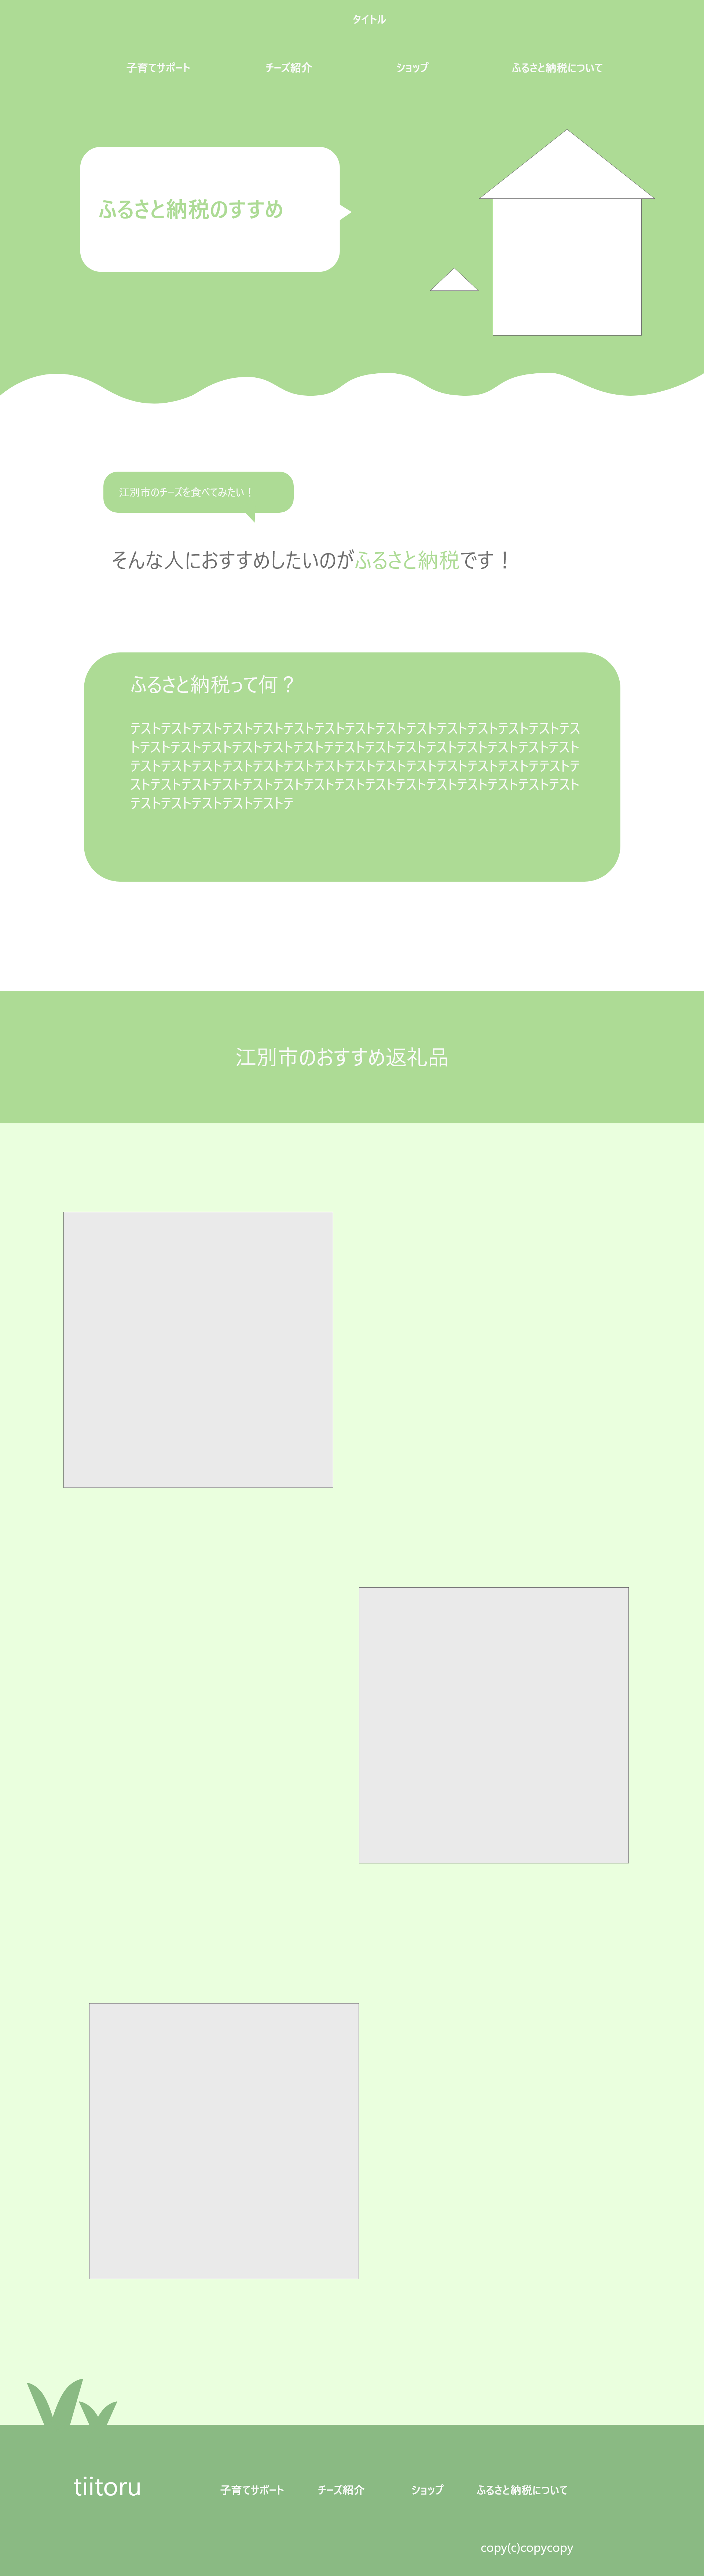 タイトル
子育てサポート
チーズ紹介
ショップ
ふるさと納税について
ふるさと納税のすすめ
江別市のチーズを食べてみたい！
そんな人におすすめしたいのがふるさと納税です！
ふるさと納税って何？
テストテストテストテストテストテストテストテストテストテストテストテストテストテストテス
トテストテストテストテストテストテストテテストテストテストテストテストテストテストテスト
テストテストテストテストテストテストテストテストテストテストテストテストテストテテストテ
ストテストテストテストテストテストテストテストテストテストテストテストテストテストテスト
テストテストテストテストテストテ
江別市のおすすめ返礼品
tiitoru
子育てサポート
チーズ紹介
ショップ
ふるさと納税について
copy(c)copycopy